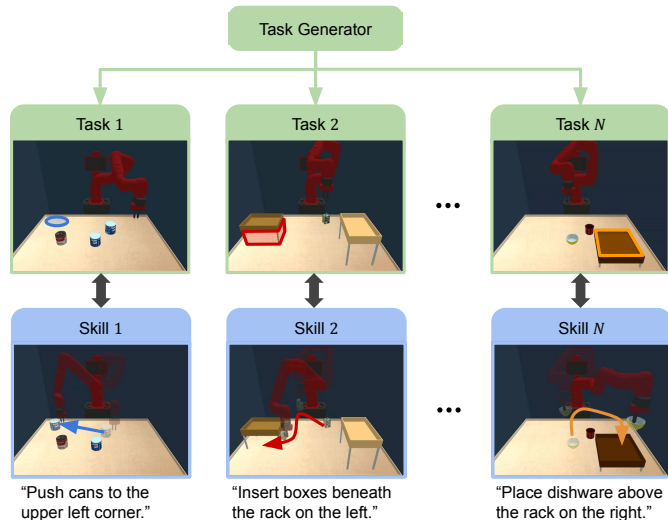 Task Generator
Task 1
Task 2
Task N
...
Skill 1
Skill 2
Skill N
...
“Push cans to the
upper left corner.”
“Insert boxes beneath
the rack on the left.”
“Place dishware above
the rack on the right.”